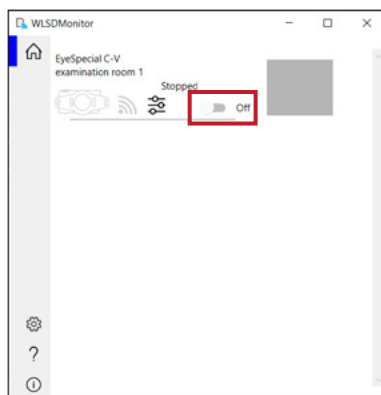 WLSDMonitor
EyeSpecial C-V
examination room 1
Stopped
Off